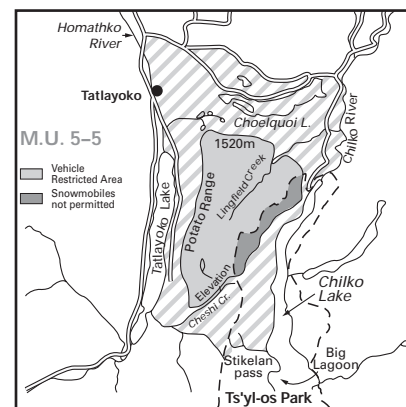 Homathko
River
Tatlayoko
Choelquoi L.
M.U. 5–5
1520m
Chilko River
Vehicle
Restricted Area
Snowmobiles
not permitted
Tatlayoko Lake
Potato Range
Lingfield Creek
Elevation
Cheshi Cr.
Chilko
Lake
Stikelan
pass
Big
Lagoon
Ts'yl-os Park